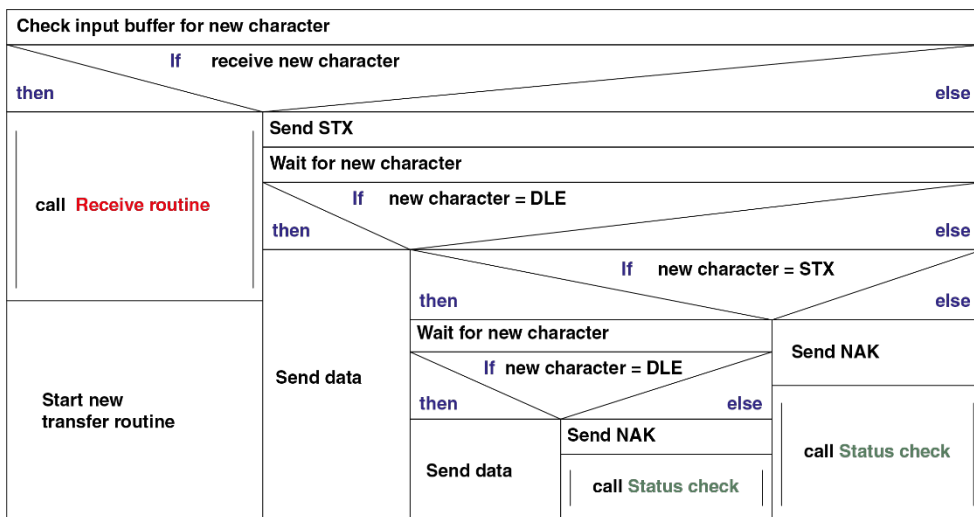 Check input buffer for new character
If receive new character
then
else
Send STX
Wait for new character
call Receive routine
If new character = DLE
then
else
If new character = STX
then
else
Wait for new character
Send NAK
If new character = DLE
then
else
Send data
Start new
transfer routine
Send NAK
call Status check
Send data
call Status check